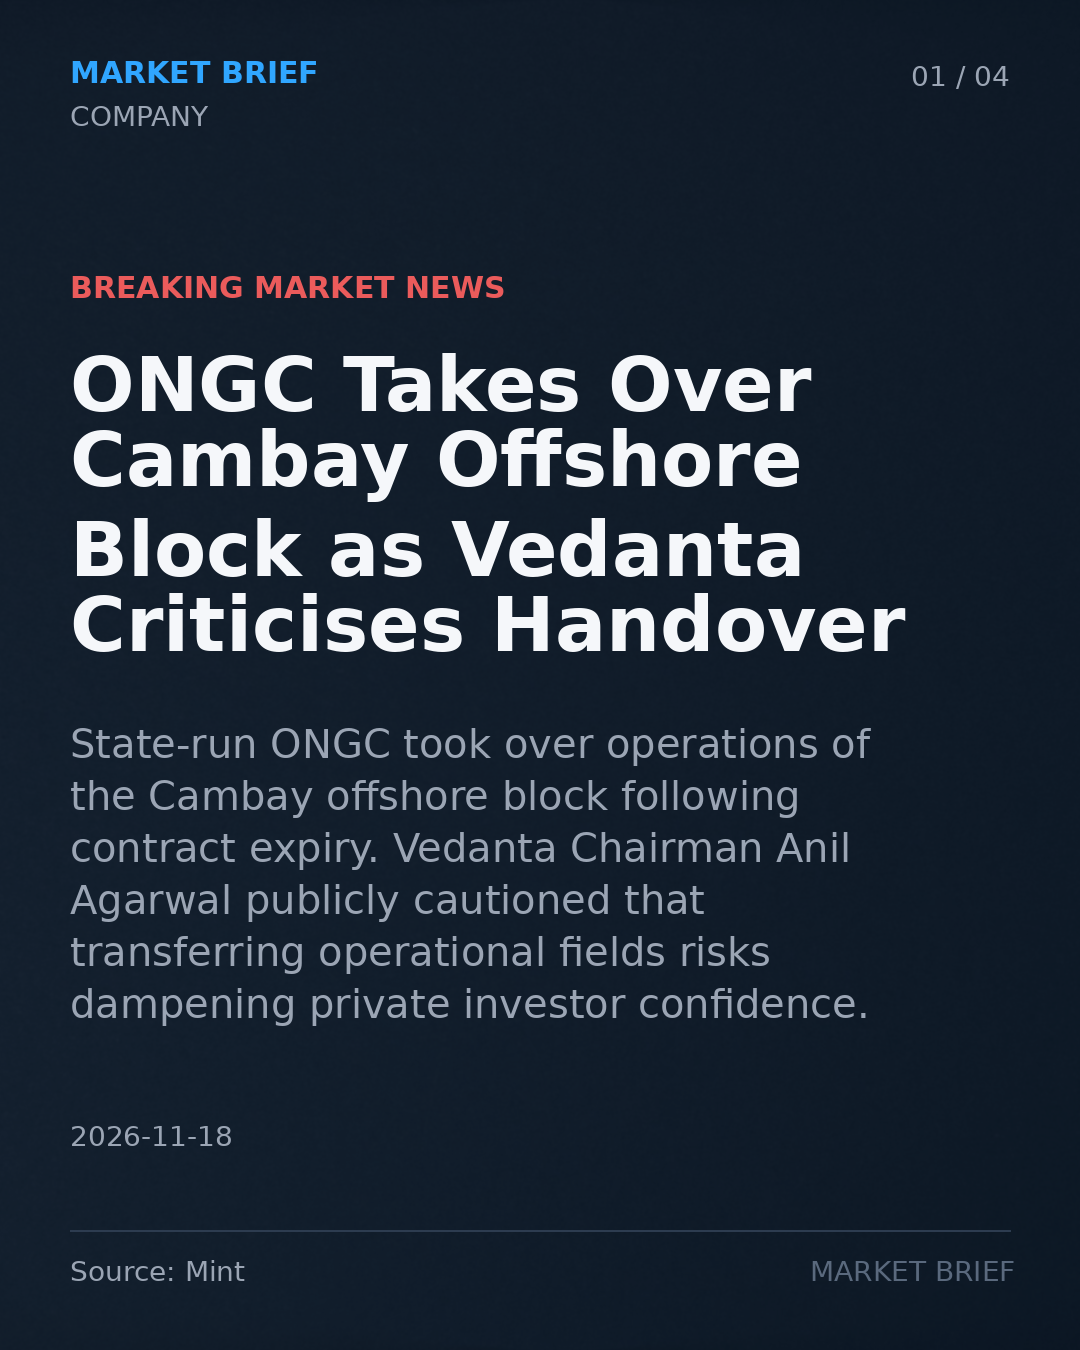 MARKET BRIEF
01 / 04
COMPANY
BREAKING MARKET NEWS
ONGC Takes Over
Cambay Offshore
Block as Vedanta
Criticises Handover
State-run ONGC took over operations of
the Cambay offshore block following
contract expiry. Vedanta Chairman Anil
Agarwal publicly cautioned that
transferring operational fields risks
dampening private investor confidence.
2026-11-18
Source: Mint
MARKET BRIEF